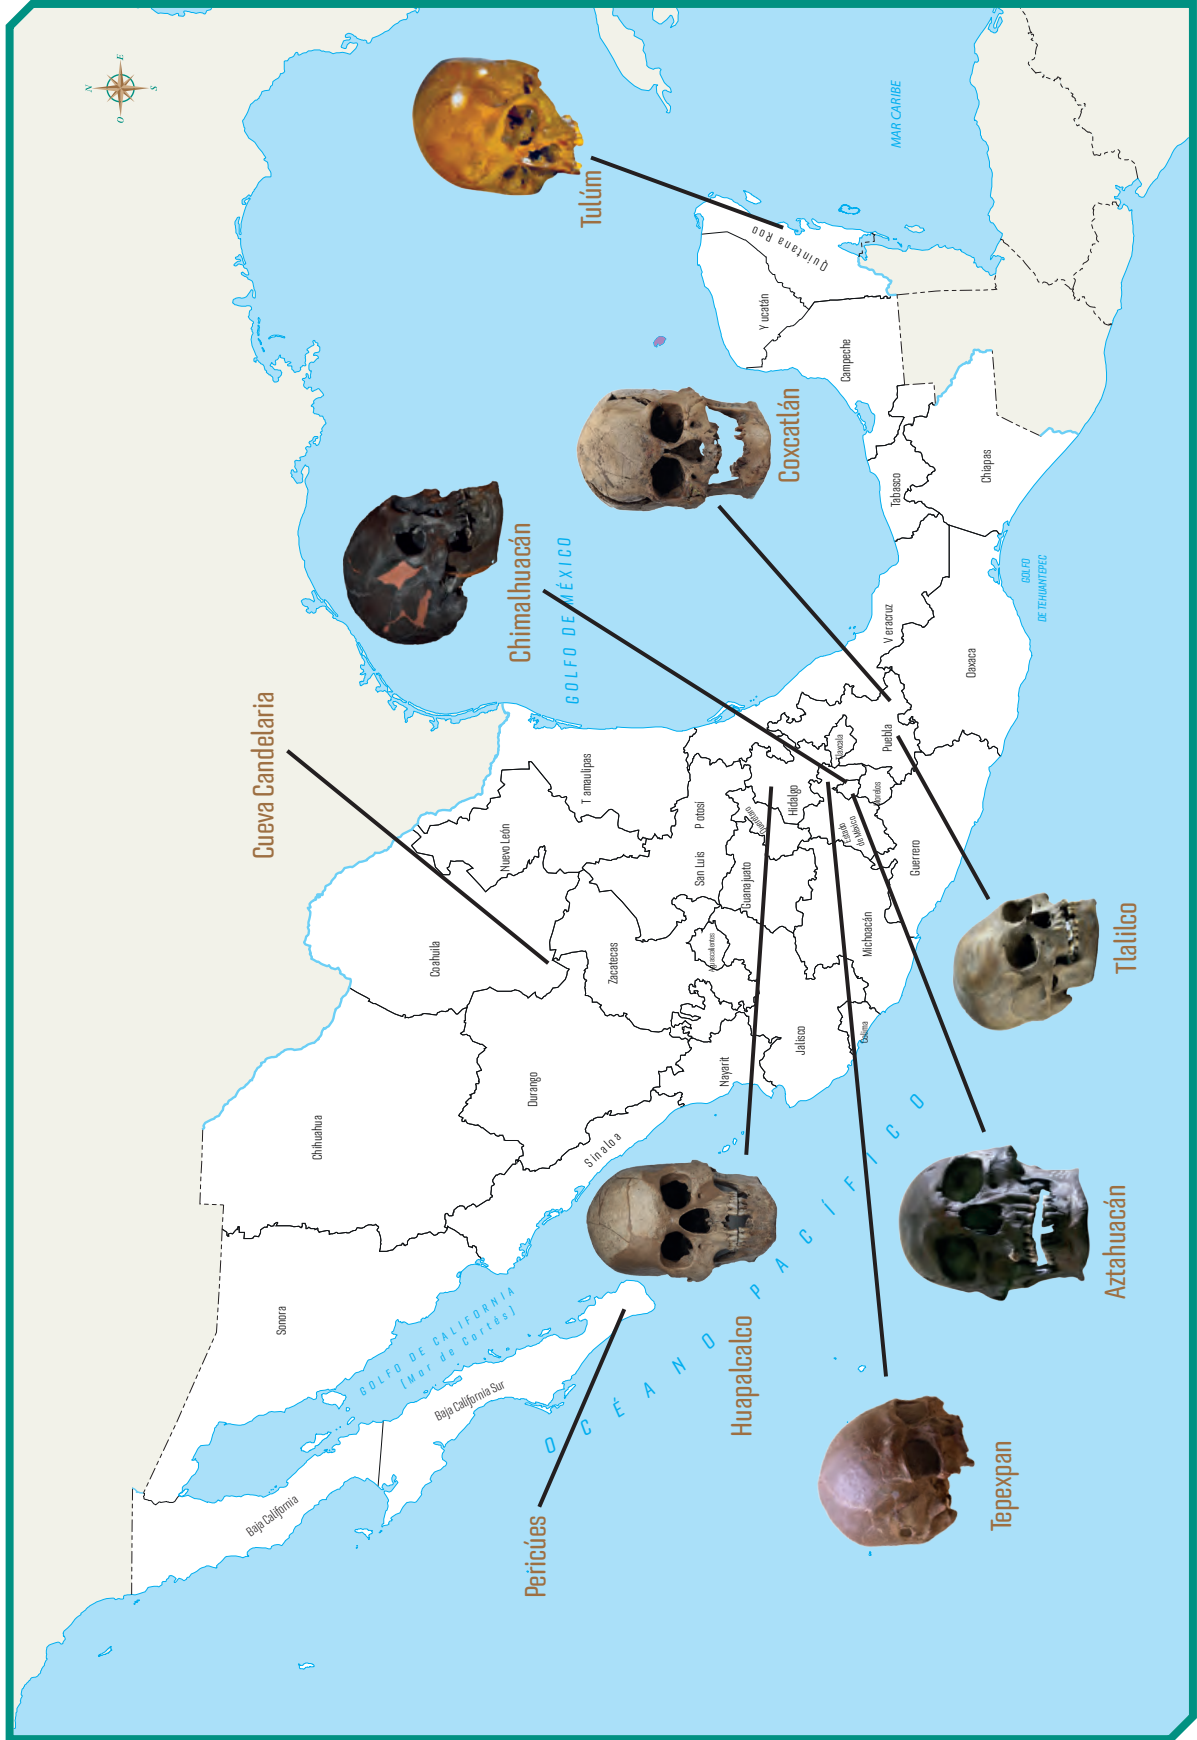 N
O
E
S
Cueva Candelaria
Chimalhuacán
Coxcatlán
Tulúm
Pericúes
Huapalcalco
Tepexpan
Aztahuacán
Tlalilco
Baja California
Baja California Sur
Sonora
Chihuahua
Coahuila
Nuevo León
Tamaulipas
Sinaloa
Durango
Zacatecas
San Luis Potosí
Nayarit
Aguascalientes
Jalisco
Guanajuato
Querétaro
Hidalgo
Colima
Michoacán
Estado
de México
Tlaxcala
Morelos
Puebla
Guerrero
Veracruz
Oaxaca
Tabasco
Chiapas
Campeche
Yucatán
Quintana Roo
GOLFO DE CALIFORNIA
(Mar de Cortés)
OCÉANO PACÍFICO
GOLFO DE MÉXICO
GOLFO
DE TEHUANTEPEC
MAR CARIBE